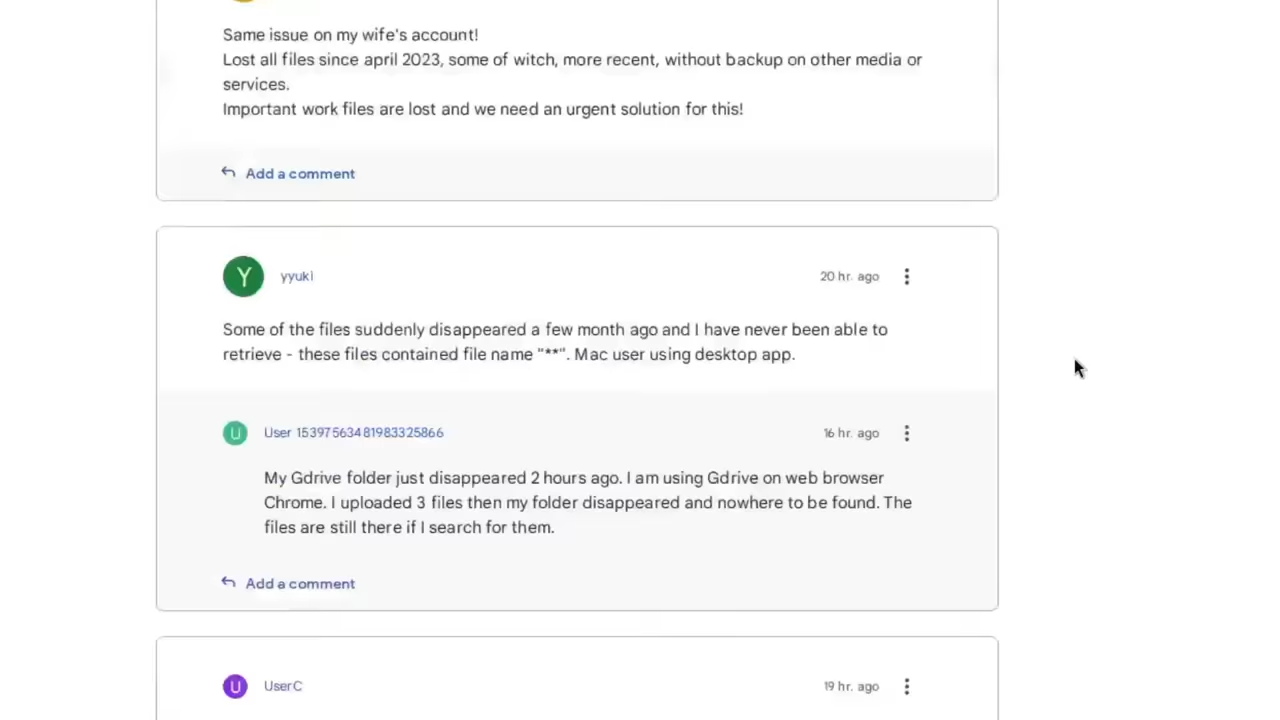 Same issue on my wife's account!
Lost all files since april 2023, some of witch, more recent, without backup on other media or
services.
Important work files are lost and we need an urgent solution for this!
Add a comment
Y
yyuki
20 hr. ago
Some of the files suddenly disappeared a few month ago and I have never been able to
retrieve - these files contained file name "**". Mac user using desktop app.
U
User 15397563481983325866
16 hr. ago
My Gdrive folder just disappeared 2 hours ago. I am using Gdrive on web browser
Chrome. I uploaded 3 files then my folder disappeared and nowhere to be found. The
files are still there if I search for them.
Add a comment
U
UserC
19 hr. ago